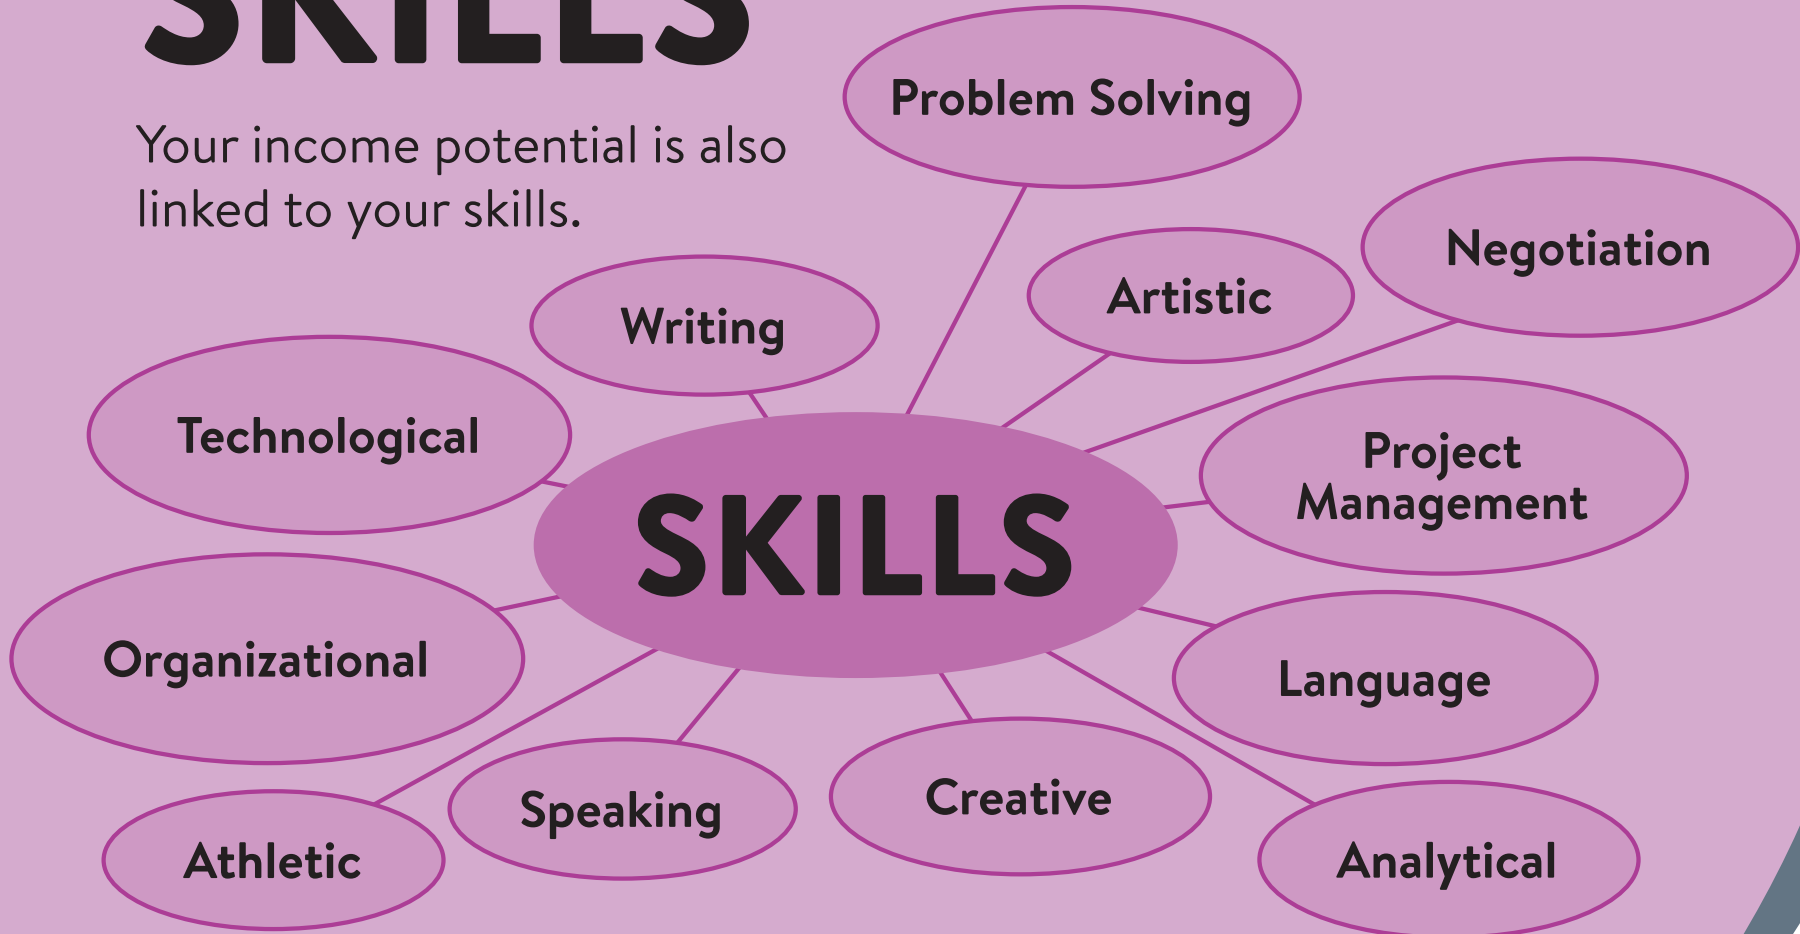 SKILLS
Your income potential is also
linked to your skills.
Problem Solving
Negotiation
Artistic
Writing
Technological
Project
Management
SKILLS
Organizational
Language
Creative
Speaking
Athletic
Analytical